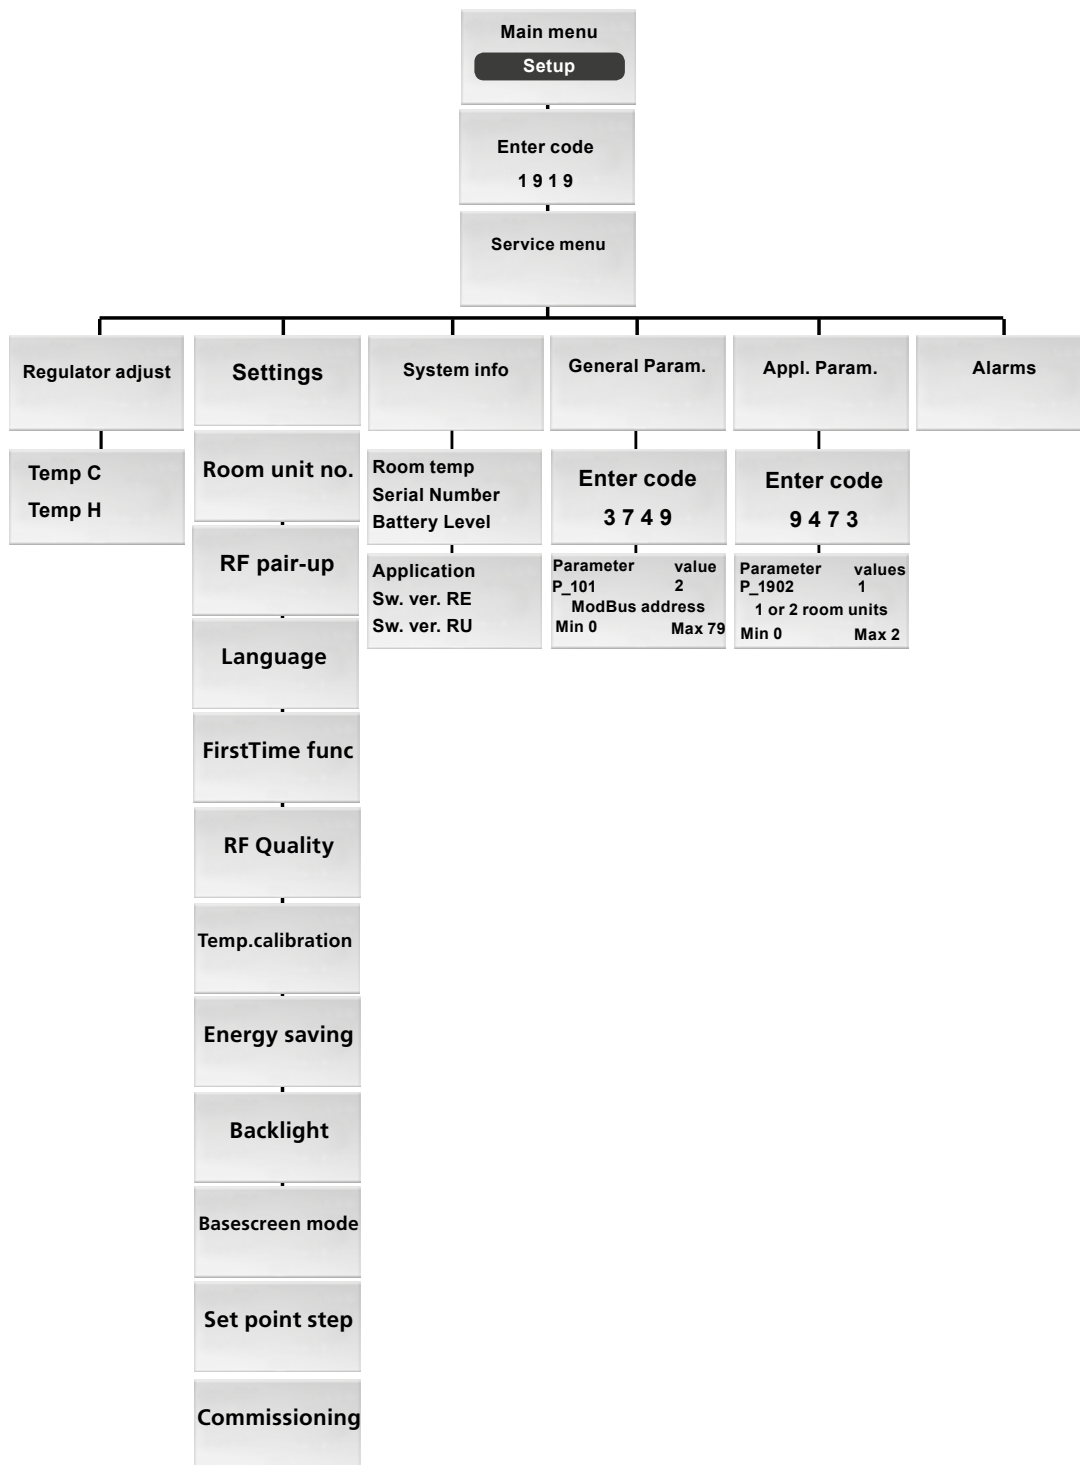 Main menu
Setup
Enter code
1 9 1 9
Service menu
Regulator adjust
Temp C
Temp H
Settings
Room unit no.
RF pair-up
Language
FirstTime func
RF Quality
Temp.calibration
Energy saving
Backlight
Basescreen mode
Set point step
Commissioning
System info
Room temp
Serial Number
Battery Level
Application
Sw. ver. RE
Sw. ver. RU
General Param.
Enter code
3 7 4 9
Parameter value
P_101 2
ModBus address
Min 0 Max 79
Appl. Param.
Enter code
9 4 7 3
Parameter values
P_1902 1
1 or 2 room units
Min 0 Max 2
Alarms